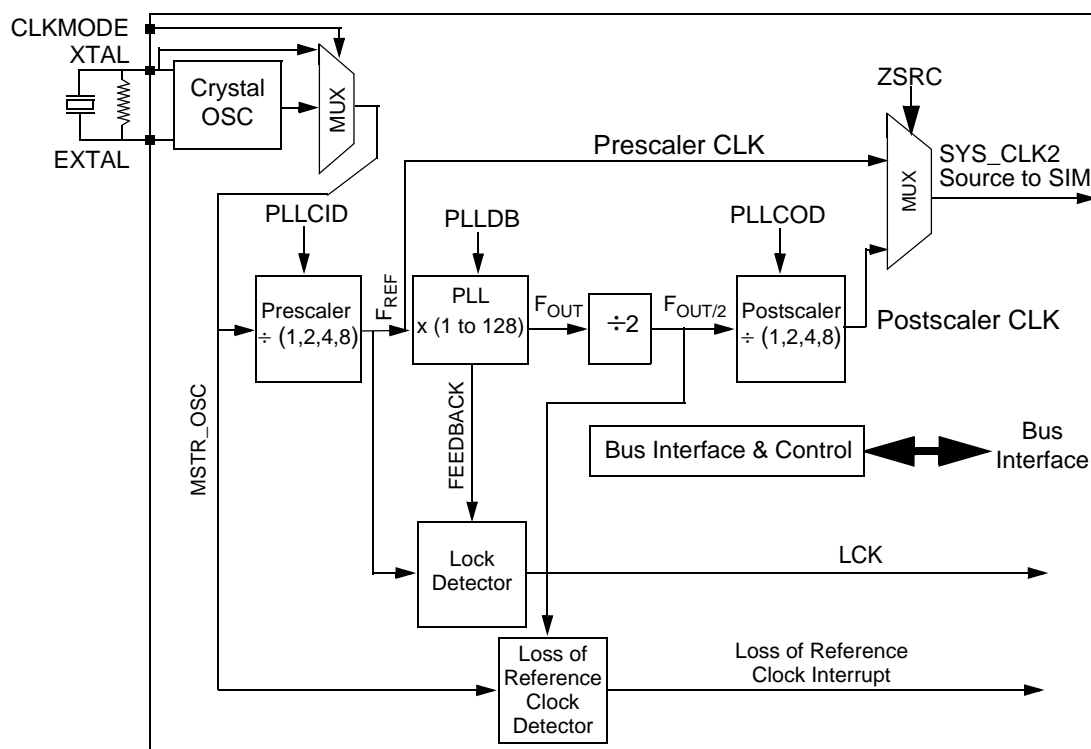 CLKMODE
XTAL
EXTAL
Crystal
OSC
MUX
ZSRC
Prescaler CLK
MUX
SYS_CLK2
Source to SIM
PLLCID
PLLDB
PLLCOD
Prescaler
÷ (1,2,4,8)
FREF
PLL
x (1 to 128)
FOUT
÷2
FOUT/2
Postscaler
÷ (1,2,4,8)
Postscaler CLK
MSTR_OSC
FEEDBACK
Bus Interface & Control
Bus
Interface
Lock
Detector
LCK
Loss of
Reference
Clock
Detector
Loss of Reference
Clock Interrupt